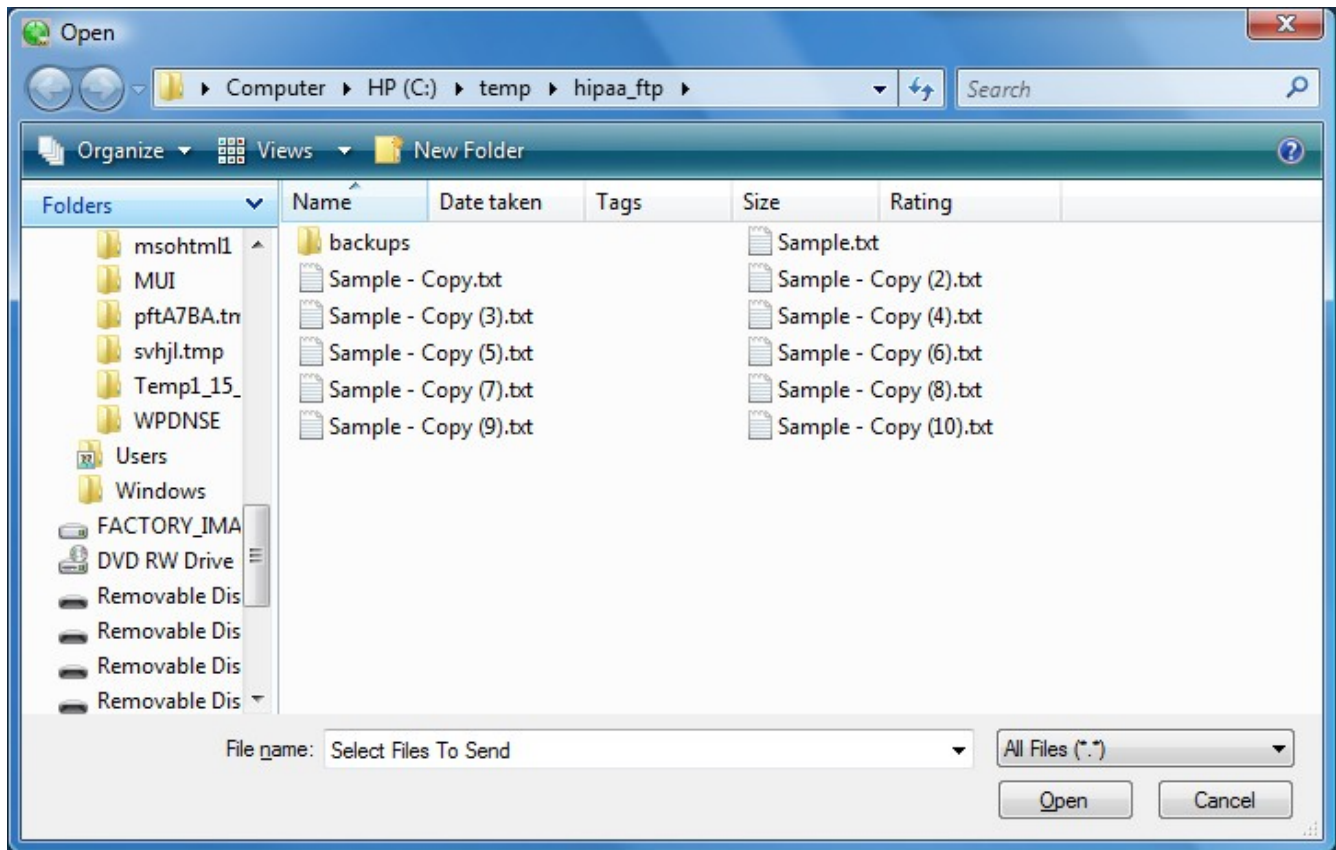 Open
Computer HP (C:) temp hipaa_ftp Search
Organize Views New Folder
Folders Name Date taken Tags Size Rating
msohtml1 backups Sample.txt
MUI Sample - Copy.txt Sample - Copy (2).txt
pftA7BA.tm Sample - Copy (3).txt Sample - Copy (4).txt
svhjl.tmp Sample - Copy (5).txt Sample - Copy (6).txt
Temp1_15_ Sample - Copy (7).txt Sample - Copy (8).txt
WPDNSE Sample - Copy (9).txt Sample - Copy (10).txt
Users
Windows
FACTORY_IMA
DVD RW Drive
Removable Dis
Removable Dis
Removable Dis
Removable Dis
File name: Select Files To Send All Files (*.*)
Open Cancel